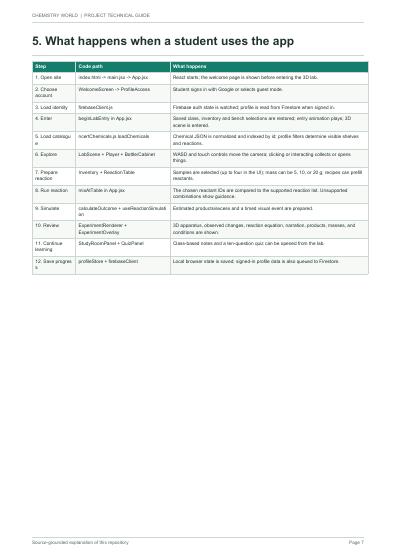 CHEMISTRY WORLD | PROJECT TECHNICAL GUIDE
5. What happens when a student uses the app
Step Code path What happens
1. Open site index.html -> main.jsx -> App.jsx React starts; the welcome page is shown before entering the 3D lab.
2. Choose WelcomeScreen -> ProfileAccess Student signs in with Google or selects guest mode.
account
3. Load identity firebaseClient.js Firebase auth state is watched; profile is read from Firestore when signed in.
4. Enter beginLabEntry in App.jsx Saved class, inventory and bench selections are restored; entry animation plays; 3D
scene is entered.
5. Load catalogu ncertChemicals.js loadChemicals Chemical JSON is normalized and indexed by id; profile filters determine visible shelves
e and reactions.
6. Explore LabScene + Player + BottleCabinet WASD and touch controls move the camera; clicking or interacting collects or opens
things.
7. Prepare Inventory + ReactionTable Samples are selected (up to four in the UI); mass can be 5, 10, or 20 g; recipes can prefill
reaction reactants.
8. Run reaction mixAtTable in App.jsx The chosen reactant IDs are compared to the supported reaction list. Unsupported
combinations show guidance.
9. Simulate calculateOutcome + useReactionSimulati Estimated products/excess and a timed visual event are prepared.
on
10. Review ExperimentRenderer + 3D apparatus, observed changes, reaction equation, narration, products, masses, and
ExperimentOverlay conditions are shown.
11. Continue StudyRoomPanel + QuizPanel Class-based notes and a ten-question quiz can be opened from the lab.
learning
12. Save progres profileStore + firebaseClient Local browser state is saved; signed-in profile data is also queued to Firestore.
s
Source-grounded explanation of this repository Page 7